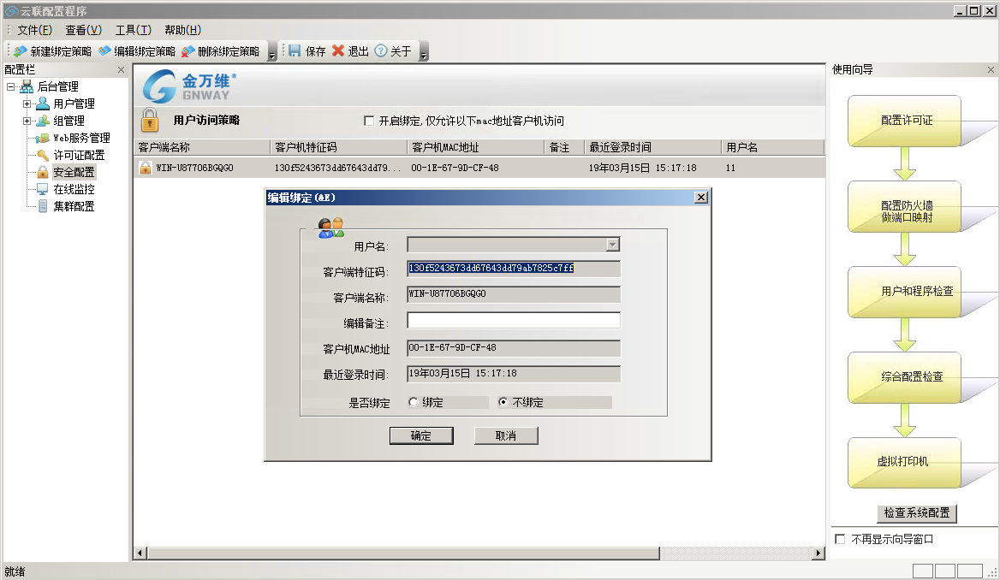 云联配置程序
文件(F) 查看(V) 工具(T) 帮助(H)
新建绑定策略 编辑绑定策略 删除绑定策略 保存 退出 关于
配置栏
后台管理
用户管理
组管理
Web服务管理
许可证配置
安全配置
在线监控
集群配置
金万维®
GNWAY
用户访问策略
开启绑定,仅允许以下mac地址客户机访问
客户端名称 客户机特征码 客户机MAC地址 备注 最近登录时间 用户名
WIN-U87706BGQGO 130f5243673dd67643dd79... 00-1E-67-9D-CF-48 19年03月15日 15:17:18 11
编辑绑定(&E)
用户名:
客户端特征码: 130f5243673dd67643dd79ab7825c7ff
客户端名称: WIN-U87706BGQGO
编辑备注:
客户机MAC地址 00-1E-67-9D-CF-48
最近登录时间: 19年03月15日 15:17:18
是否绑定 绑定 不绑定
确定 取消
使用向导
配置许可证
配置防火墙
做端口映射
用户和程序检查
综合配置检查
虚拟打印机
检查系统配置
不再显示向导窗口
就绪